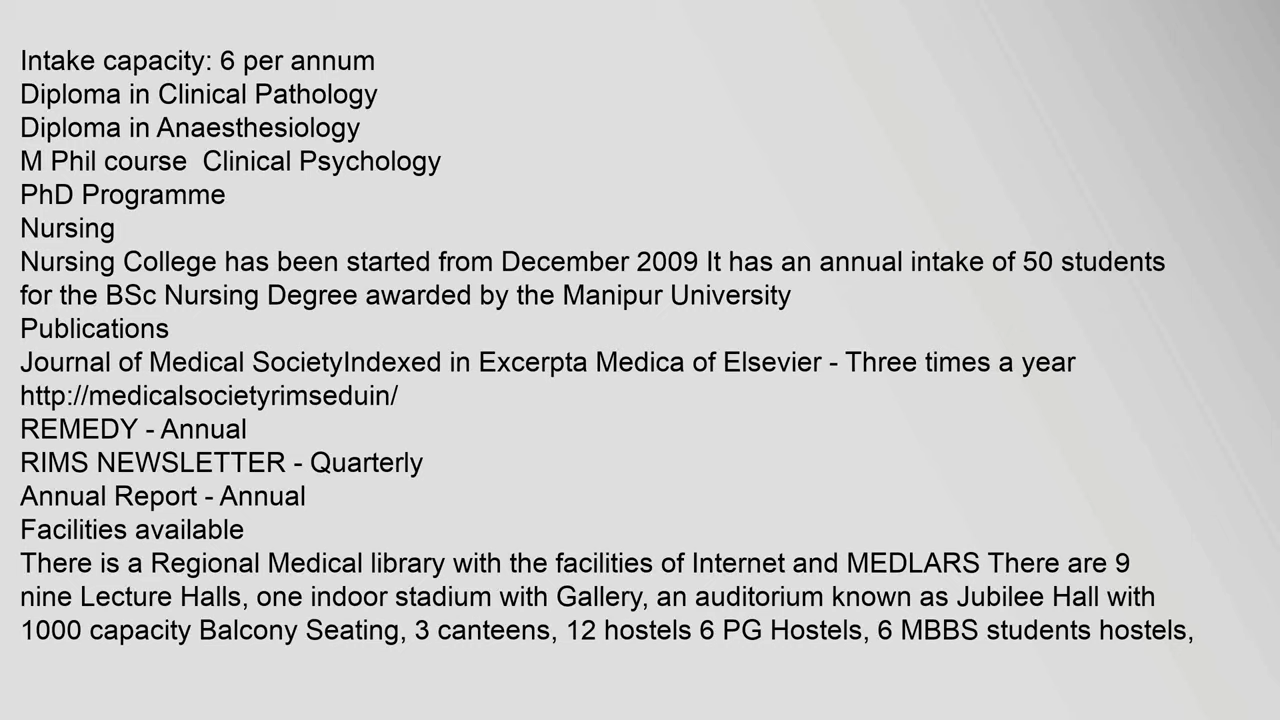 Intake capacity: 6 per annum
Diploma in Clinical Pathology
Diploma in Anaesthesiology
M Phil course  Clinical Psychology
PhD Programme
Nursing
Nursing College has been started from December 2009 It has an annual intake of 50 students
for the BSc Nursing Degree awarded by the Manipur University
Publications
Journal of Medical SocietyIndexed in Excerpta Medica of Elsevier - Three times a year
http://medicalsocietyrimseduin/
REMEDY - Annual
RIMS NEWSLETTER - Quarterly
Annual Report - Annual
Facilities available
There is a Regional Medical library with the facilities of Internet and MEDLARS There are 9
nine Lecture Halls, one indoor stadium with Gallery, an auditorium known as Jubilee Hall with
1000 capacity Balcony Seating, 3 canteens, 12 hostels 6 PG Hostels, 6 MBBS students hostels,